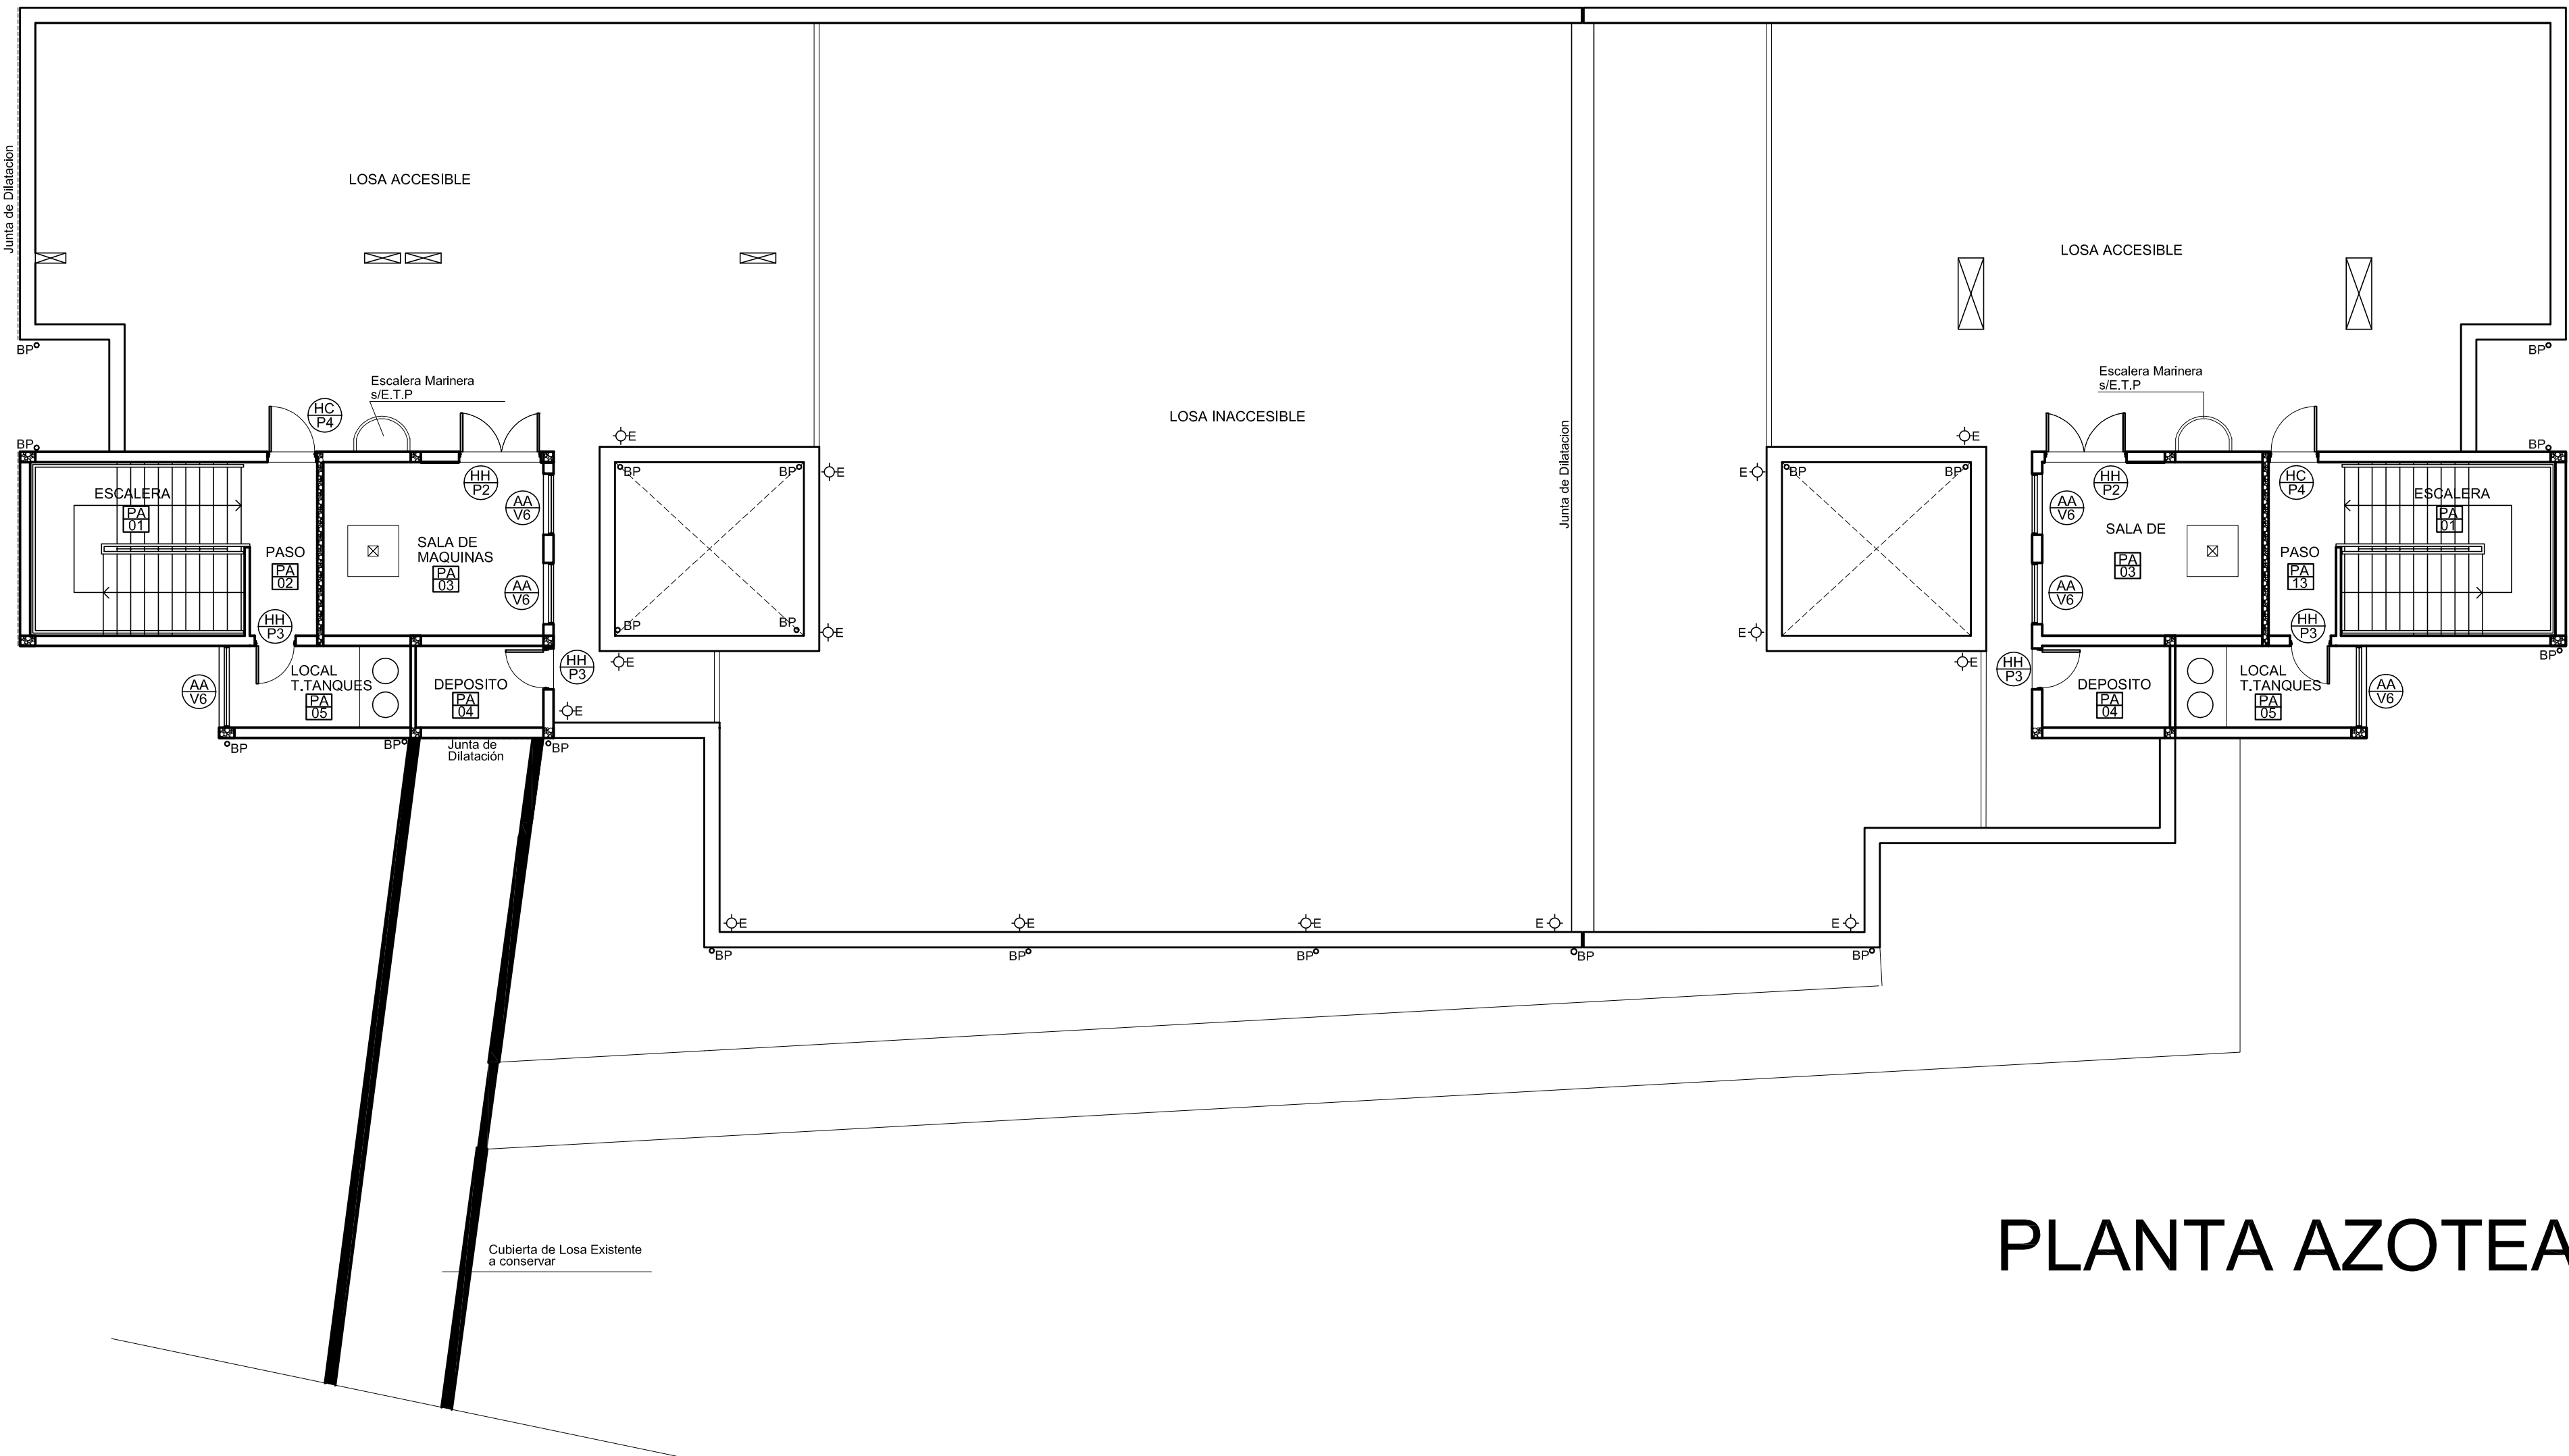 LOSA ACCESIBLE
Junta de Dilatacion
LOSA ACCESIBLE
BP
BP
Escalera Marinera
s/E.T.P
Escalera Marinera
s/E.T.P
HC
P4
LOSA INACCESIBLE
Junta de Dilatacion
E
E
BP
BP
BP
BP
E
E
BP
BP
BP
BP
ESCALERA
PA
01
HH
P2
AA
V6
HH
P2
AA
V6
HC
P4
ESCALERA
PA
01
PASO
PA
02
SALA DE
MAQUINAS
PA
03
AA
V6
SALA DE
PA
03
AA
V6
PASO
PA
13
HH
P3
BP
BP
E
E
HH
P3
E
E
HH
P3
HH
P3
BP
LOCAL
T.TANQUES
PA
05
AA
V6
DEPOSITO
PA
04
E
DEPOSITO
PA
04
LOCAL
T.TANQUES
PA
05
AA
V6
BP
BP
Junta de
Dilatación
BP
E
E
E
E
E
BP
BP
BP
BP
BP
Cubierta de Losa Existente
a conservar
PLANTA AZOTEA